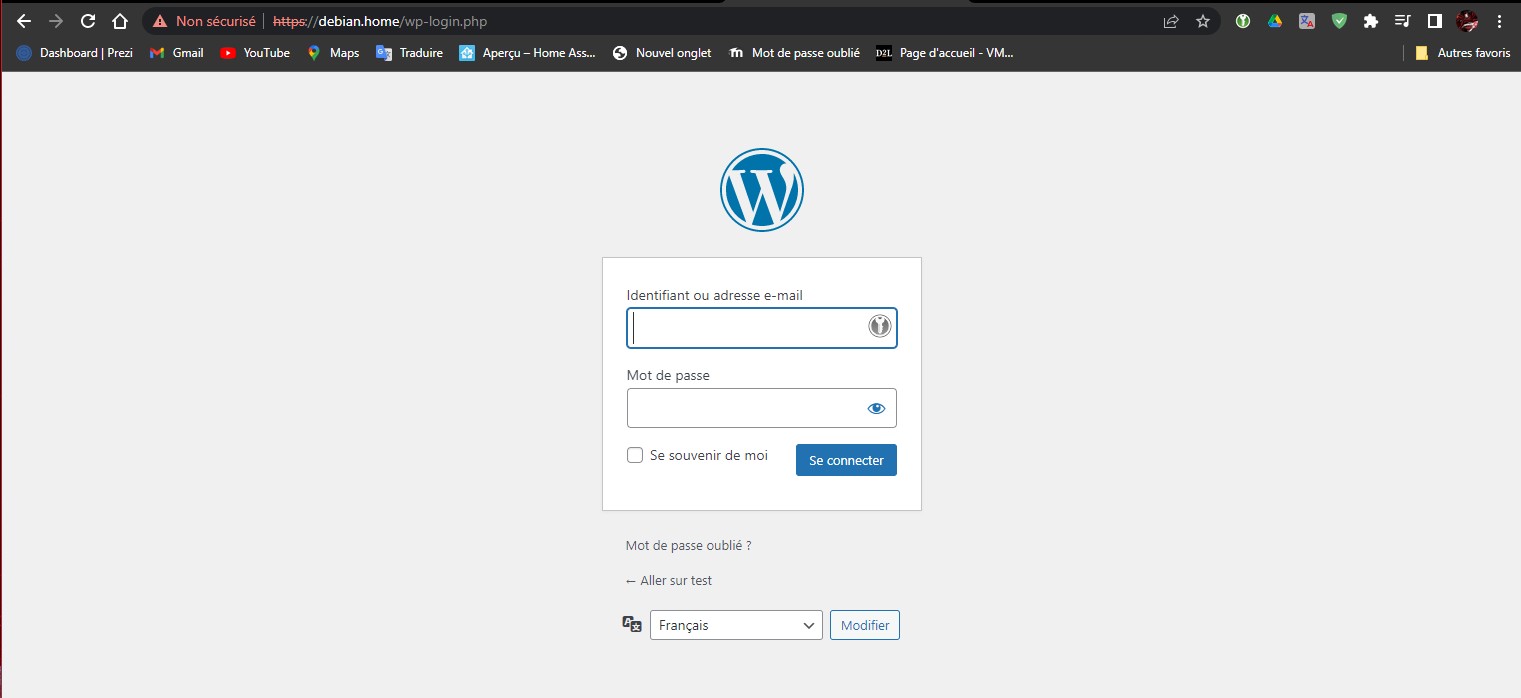 Non sécurisé https://debian.home/wp-login.php
Dashboard | Prezi Gmail YouTube Maps Traduire Aperçu – Home Ass... Nouvel onglet Mot de passe oublié D2L Page d'accueil - VM... Autres favoris
Identifiant ou adresse e-mail
Mot de passe
Se souvenir de moi Se connecter
Mot de passe oublié ?
← Aller sur test
Français Modifier